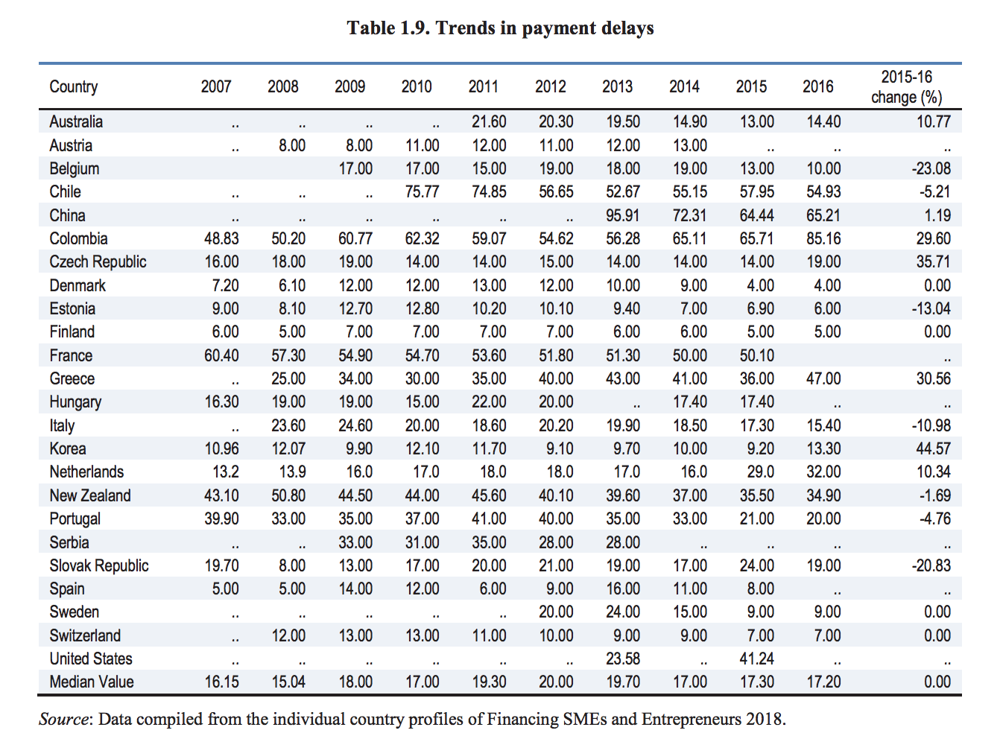 Table 1.9. Trends in payment delays
Country 2007 2008 2009 2010 2011 2012 2013 2014 2015 2016 2015-16 change (%)
Australia .. .. .. .. 21.60 20.30 19.50 14.90 13.00 14.40 10.77
Austria .. 8.00 8.00 11.00 12.00 11.00 12.00 13.00 .. .. ..
Belgium 17.00 17.00 15.00 19.00 18.00 19.00 13.00 10.00 -23.08
Chile .. .. .. 75.77 74.85 56.65 52.67 55.15 57.95 54.93 -5.21
China .. .. .. .. .. .. 95.91 72.31 64.44 65.21 1.19
Colombia 48.83 50.20 60.77 62.32 59.07 54.62 56.28 65.11 65.71 85.16 29.60
Czech Republic 16.00 18.00 19.00 14.00 14.00 15.00 14.00 14.00 14.00 19.00 35.71
Denmark 7.20 6.10 12.00 12.00 13.00 12.00 10.00 9.00 4.00 4.00 0.00
Estonia 9.00 8.10 12.70 12.80 10.20 10.10 9.40 7.00 6.90 6.00 -13.04
Finland 6.00 5.00 7.00 7.00 7.00 7.00 6.00 6.00 5.00 5.00 0.00
France 60.40 57.30 54.90 54.70 53.60 51.80 51.30 50.00 50.10 ..
Greece .. 25.00 34.00 30.00 35.00 40.00 43.00 41.00 36.00 47.00 30.56
Hungary 16.30 19.00 19.00 15.00 22.00 20.00 .. 17.40 17.40 .. ..
Italy .. 23.60 24.60 20.00 18.60 20.20 19.90 18.50 17.30 15.40 -10.98
Korea 10.96 12.07 9.90 12.10 11.70 9.10 9.70 10.00 9.20 13.30 44.57
Netherlands 13.2 13.9 16.0 17.0 18.0 18.0 17.0 16.0 29.0 32.00 10.34
New Zealand 43.10 50.80 44.50 44.00 45.60 40.10 39.60 37.00 35.50 34.90 -1.69
Portugal 39.90 33.00 35.00 37.00 41.00 40.00 35.00 33.00 21.00 20.00 -4.76
Serbia .. .. 33.00 31.00 35.00 28.00 28.00 .. .. .. ..
Slovak Republic 19.70 8.00 13.00 17.00 20.00 21.00 19.00 17.00 24.00 19.00 -20.83
Spain 5.00 5.00 14.00 12.00 6.00 9.00 16.00 11.00 8.00 .. ..
Sweden .. .. .. .. .. 20.00 24.00 15.00 9.00 9.00 0.00
Switzerland .. 12.00 13.00 13.00 11.00 10.00 9.00 9.00 7.00 7.00 0.00
United States .. .. .. .. .. .. 23.58 .. 41.24 .. ..
Median Value 16.15 15.04 18.00 17.00 19.30 20.00 19.70 17.00 17.30 17.20 0.00
Source: Data compiled from the individual country profiles of Financing SMEs and Entrepreneurs 2018.